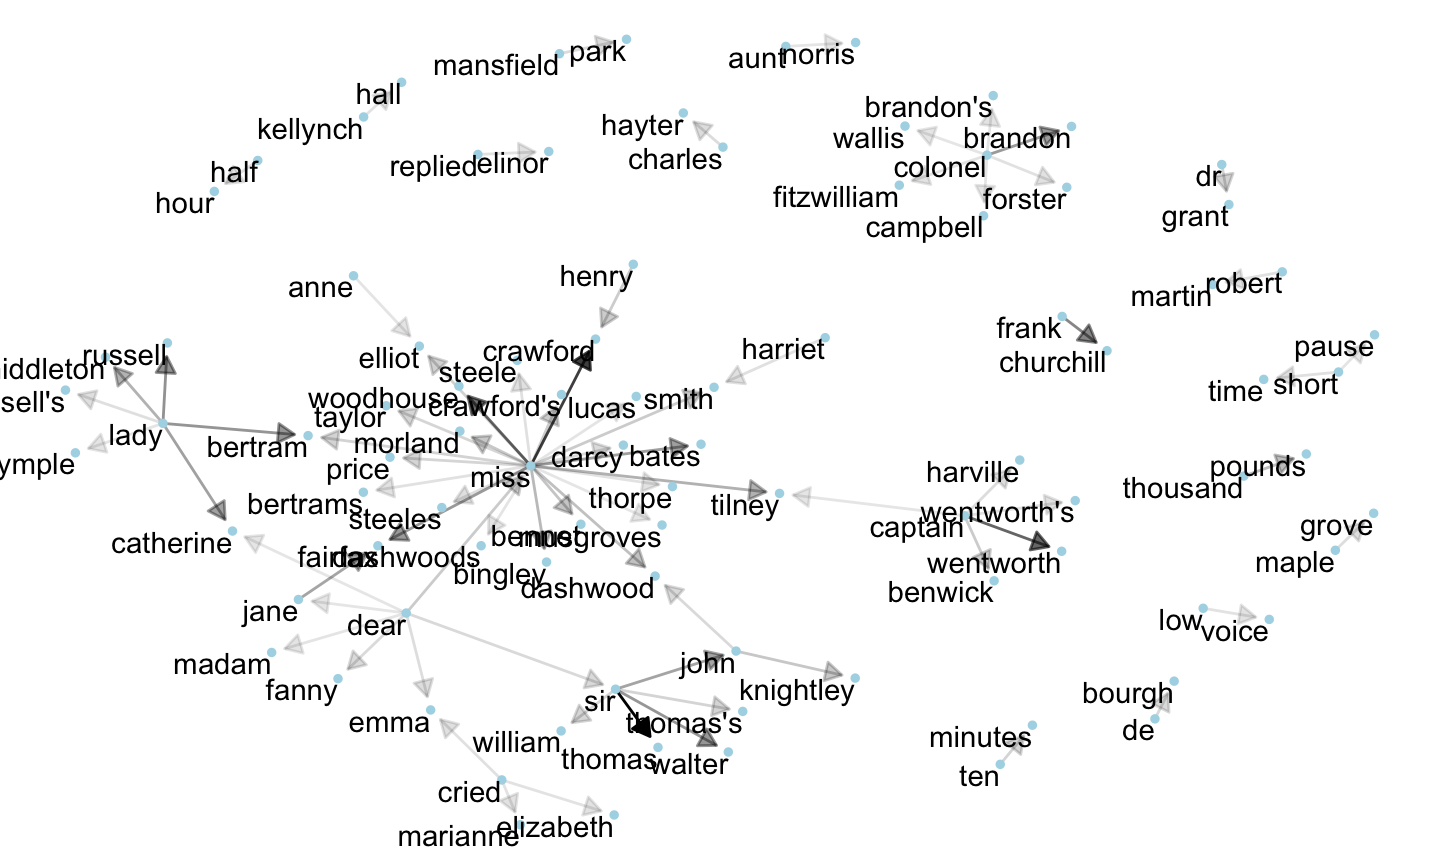 mansfield
park
aunt
norris
hall
kellynch
half
hour
replied
elinor
hayter
charles
brandon's
wallis
brandon
colonel
fitzwilliam
forster
campbell
dr
grant
martin
robert
anne
henry
elliot
crawford
steele
harriet
frank
churchill
pause
time
short
iddleton
russell
sell's
lady
ymple
bertram
woodhouse
crawford's
lucas
smith
taylor
morland
price
miss
darcy
bates
bertrams
steeles
thorpe
tilney
harville
captain
wentworth's
wentworth
benwick
thousand
pounds
grove
maple
catherine
fairfax
dashwoods
bennet
musgroves
bingley
dashwood
jane
dear
madam
fanny
emma
john
knightley
sir
thomas's
william
thomas
walter
low
voice
bourgh
de
minutes
ten
cried
marianne
elizabeth